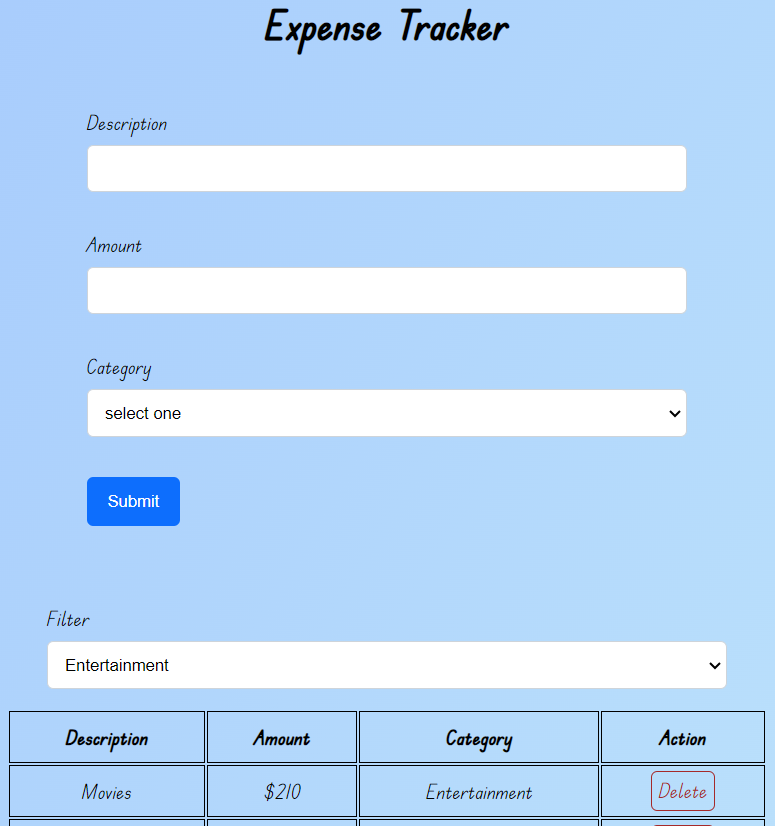 Expense Tracker
Description
Amount
Category
select one
Submit
Filter
Entertainment
Description Amount Category Action
Movies $210 Entertainment Delete